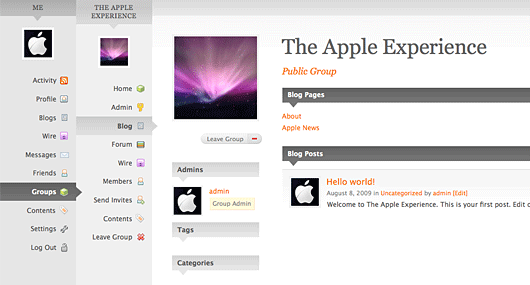 ME
Activity
Profile
Blogs
Wire
Messages
Friends
Groups
Contents
Settings
Log Out
THE APPLE
EXPERIENCE
Home
Admin
Blog
Forum
Wire
Members
Send Invites
Contents
Leave Group
Leave Group
Admins
admin
Group Admin
Tags
Categories
The Apple Experience
Public Group
Blog Pages
About
Apple News
Blog Posts
Hello world!
August 8, 2009 in Uncategorized by admin (Edit)
Welcome to The Apple Experience. This is your first post. Edit